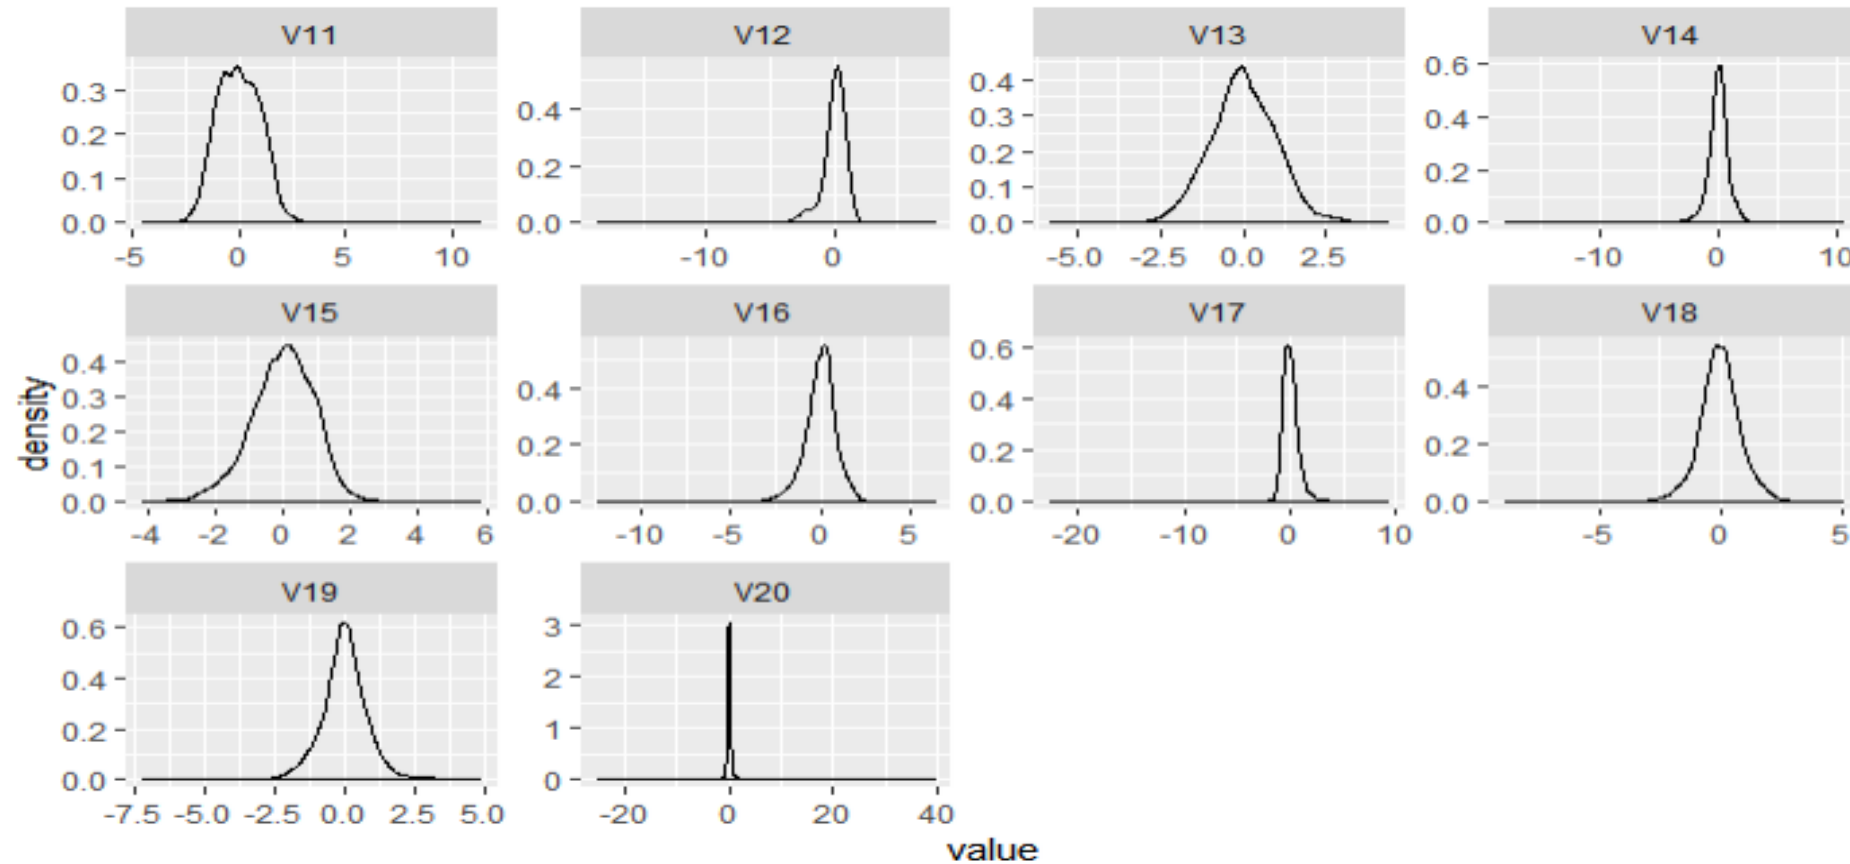 V11 V12 V13 V14
0.3 0.2 0.1 0.0
0.4 0.2 0.0
0.4 0.3 0.2 0.1 0.0
0.6 0.4 0.2 0.0
-5 0 5 10
-10 0
-5.0 -2.5 0.0 2.5
-10 0 10
V15 V16 V17 V18
density
0.4 0.3 0.2 0.1 0.0
0.4 0.2 0.0
0.6 0.4 0.2 0.0
0.4 0.2 0.0
-4 -2 0 2 4 6
-10 -5 0 5
-20 -10 0 10
-5 0 5
V19 V20
0.6 0.4 0.2 0.0
3 2 1 0
-7.5 -5.0 -2.5 0.0 2.5 5.0
-20 0 20 40
value